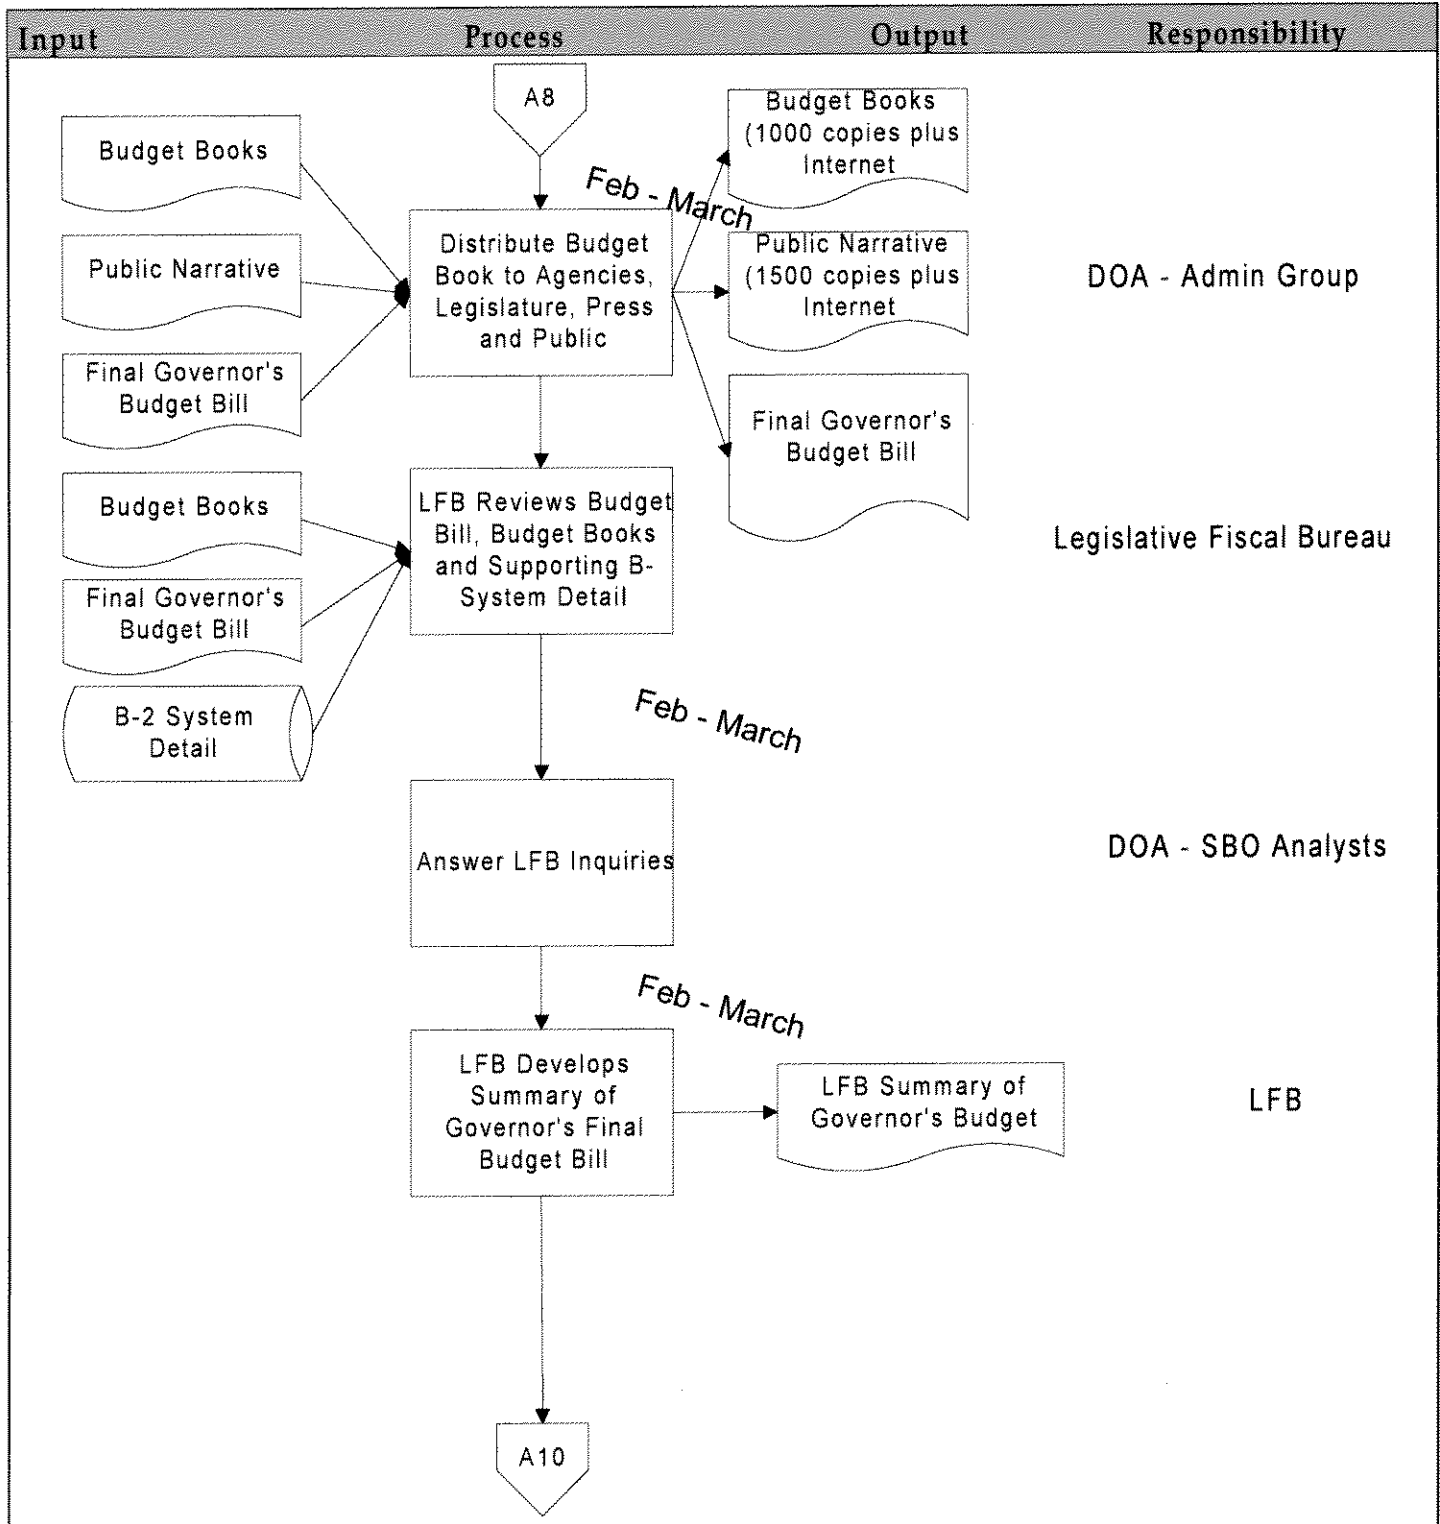 Input Process Output Responsibility
A8
Budget Books
Public Narrative
Final Governor's
Budget Bill
Feb - March
Distribute Budget
Book to Agencies,
Legislature, Press
and Public
Budget Books
(1000 copies plus
Internet
Public Narrative
(1500 copies plus
Internet
Final Governor's
Budget Bill
DOA - Admin Group
Budget Books
Final Governor's
Budget Bill
B-2 System
Detail
LFB Reviews Budget
Bill, Budget Books
and Supporting B-
System Detail
Legislative Fiscal Bureau
Feb - March
Answer LFB Inquiries
DOA - SBO Analysts
Feb - March
LFB Develops
Summary of
Governor's Final
Budget Bill
LFB Summary of
Governor's Budget
LFB
A10